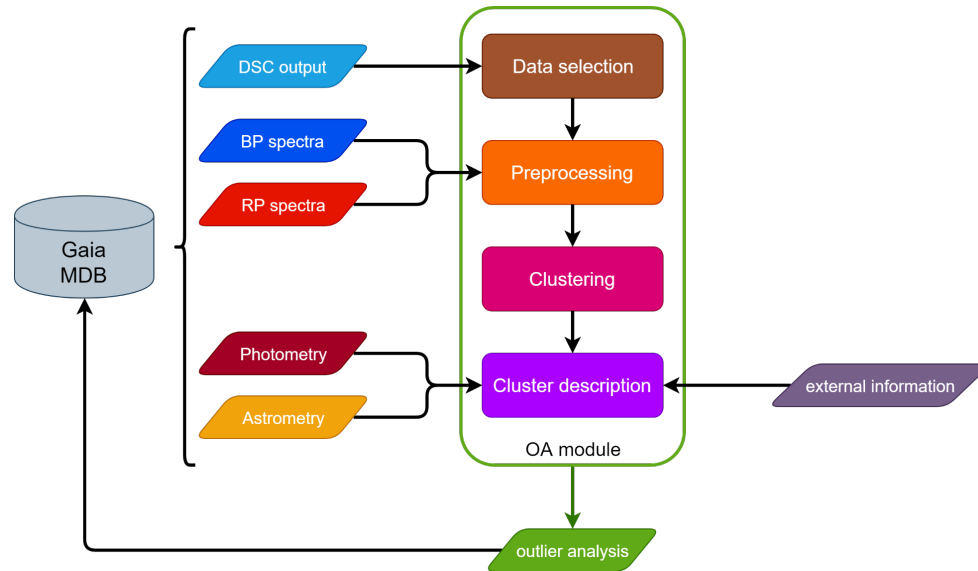 DSC output
Data selection
BP spectra
Preprocessing
RP spectra
Gaia
MDB
Clustering
Photometry
Cluster description
external information
Astrometry
OA module
outlier analysis